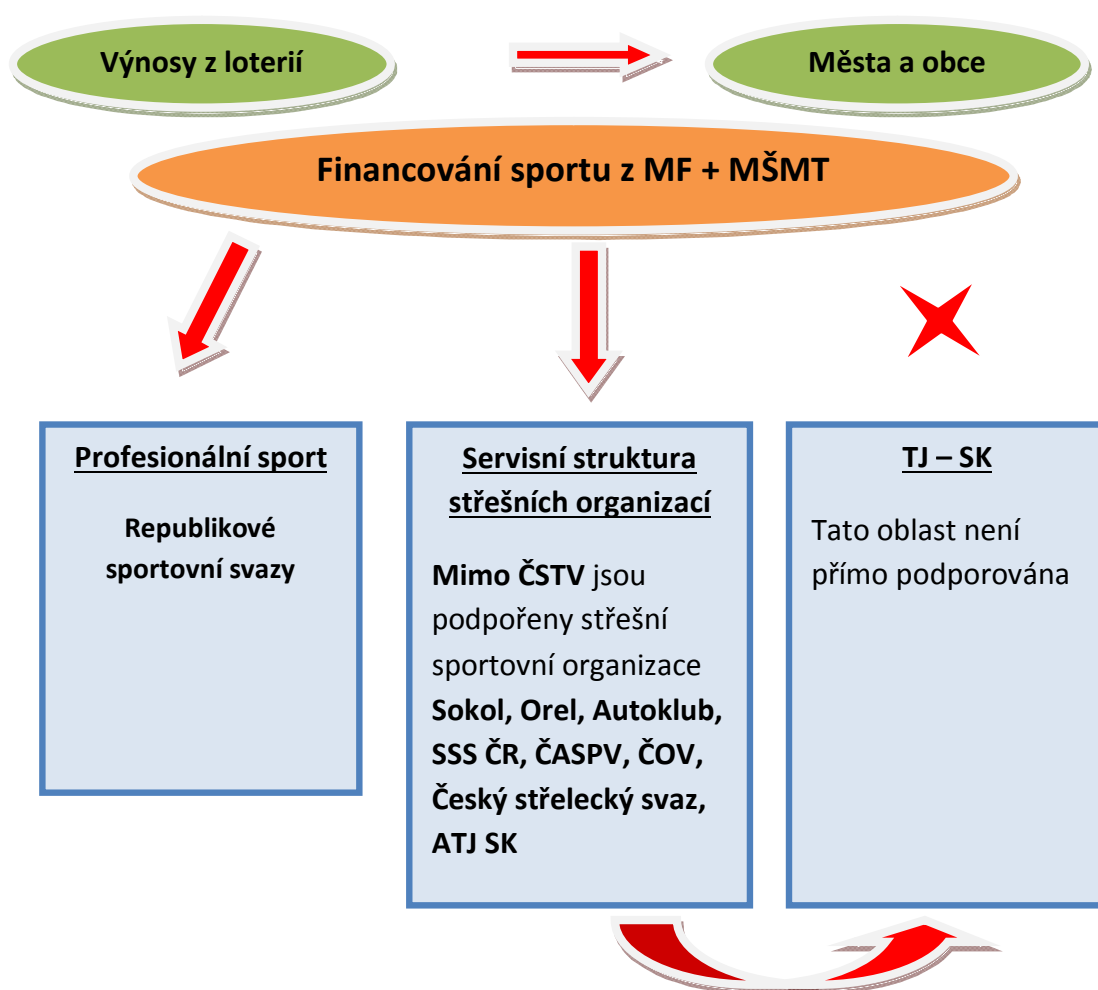 Výnosy z loterií
Města a obce
Financování sportu z MF + MŠMT
Profesionální sport
Republikové
sportovní svazy
Servisní struktura
střešních organizací
Mimo ČSTV jsou
podpořeny střešní
sportovní organizace
Sokol, Orel, Autoklub,
SSS ČR, ČASPV, ČOV,
Český střelecký svaz,
ATJ SK
TJ – SK
Tato oblast není
přímo podporována